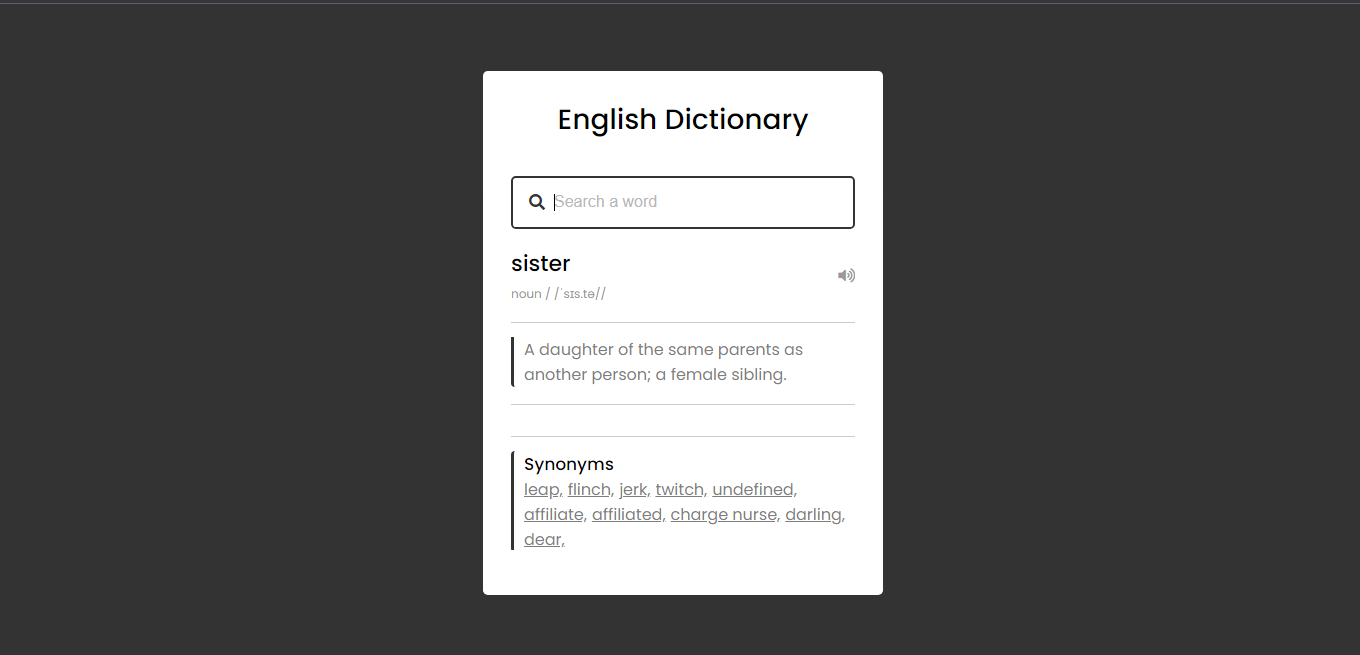 English Dictionary
Search a word
sister
noun / /ˈsɪs.tə//
A daughter of the same parents as
another person; a female sibling.
Synonyms
leap, flinch, jerk, twitch, undefined,
affiliate, affiliated, charge nurse, darling,
dear,